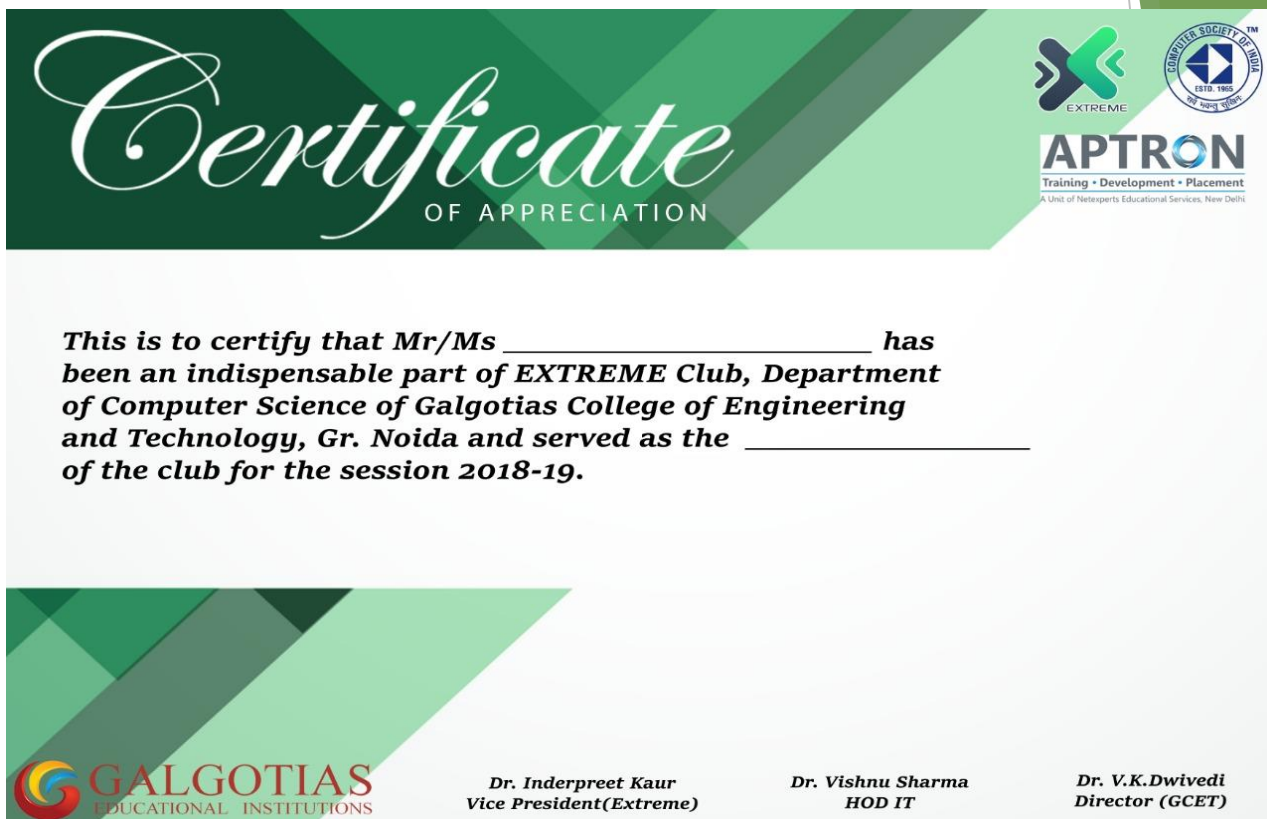 Certificate
OF APPRECIATION
EXTREME
COMPUTER SOCIETY OF INDIA
TM
ESTD. 1965
APTRON
Training • Development • Placement
A Unit of Netexperts Educational Services, New Delhi
This is to certify that Mr/Ms ____________________ has
been an indispensable part of EXTREME Club, Department
of Computer Science of Galgotias College of Engineering
and Technology, Gr. Noida and served as the ____________________
of the club for the session 2018-19.
GALGOTIAS
EDUCATIONAL INSTITUTIONS
Dr. Inderpreet Kaur
Vice President(Extreme)
Dr. Vishnu Sharma
HOD IT
Dr. V.K.Dwivedi
Director (GCET)